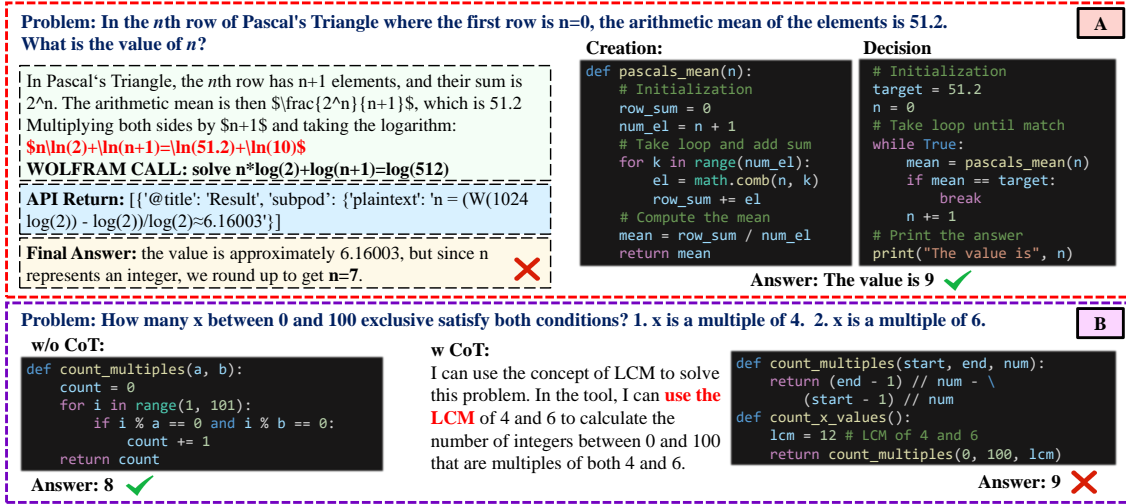 Problem: In the nth row of Pascal's Triangle where the first row is n=0, the arithmetic mean of the elements is 51.2.
What is the value of n?
A
In Pascal's Triangle, the nth row has n+1 elements, and their sum is
2^n. The arithmetic mean is then $\frac{2^n}{n+1}$, which is 51.2
Multiplying both sides by $n+1$ and taking the logarithm:
$n\ln(2)+\ln(n+1)=\ln(51.2)+\ln(10)$
WOLFRAM CALL: solve n*log(2)+log(n+1)=log(512)
API Return: [{'@title': 'Result', 'subpod': {'plaintext': 'n = (W(1024
log(2)) - log(2))/log(2)≈6.16003'}]
Final Answer: the value is approximately 6.16003, but since n
represents an integer, we round up to get n=7.
Creation:
def pascals_mean(n):
    # Initialization
    row_sum = 0
    num_el = n + 1
    # Take loop and add sum
    for k in range(num_el):
        el = math.comb(n, k)
        row_sum += el
    # Compute the mean
    mean = row_sum / num_el
    return mean
Decision
# Initialization
target = 51.2
n = 0
# Take loop until match
while True:
    mean = pascals_mean(n)
    if mean == target:
        break
    n += 1
# Print the answer
print("The value is", n)
Answer: The value is 9
Problem: How many x between 0 and 100 exclusive satisfy both conditions? 1. x is a multiple of 4. 2. x is a multiple of 6.
B
w/o CoT:
def count_multiples(a, b):
    count = 0
    for i in range(1, 101):
        if i % a == 0 and i % b == 0:
            count += 1
    return count
Answer: 8
w CoT:
I can use the concept of LCM to solve
this problem. In the tool, I can use the
LCM of 4 and 6 to calculate the
number of integers between 0 and 100
that are multiples of both 4 and 6.
def count_multiples(start, end, num):
    return (end - 1) // num - \
        (start - 1) // num
def count_x_values():
    lcm = 12 # LCM of 4 and 6
    return count_multiples(0, 100, lcm)
Answer: 9